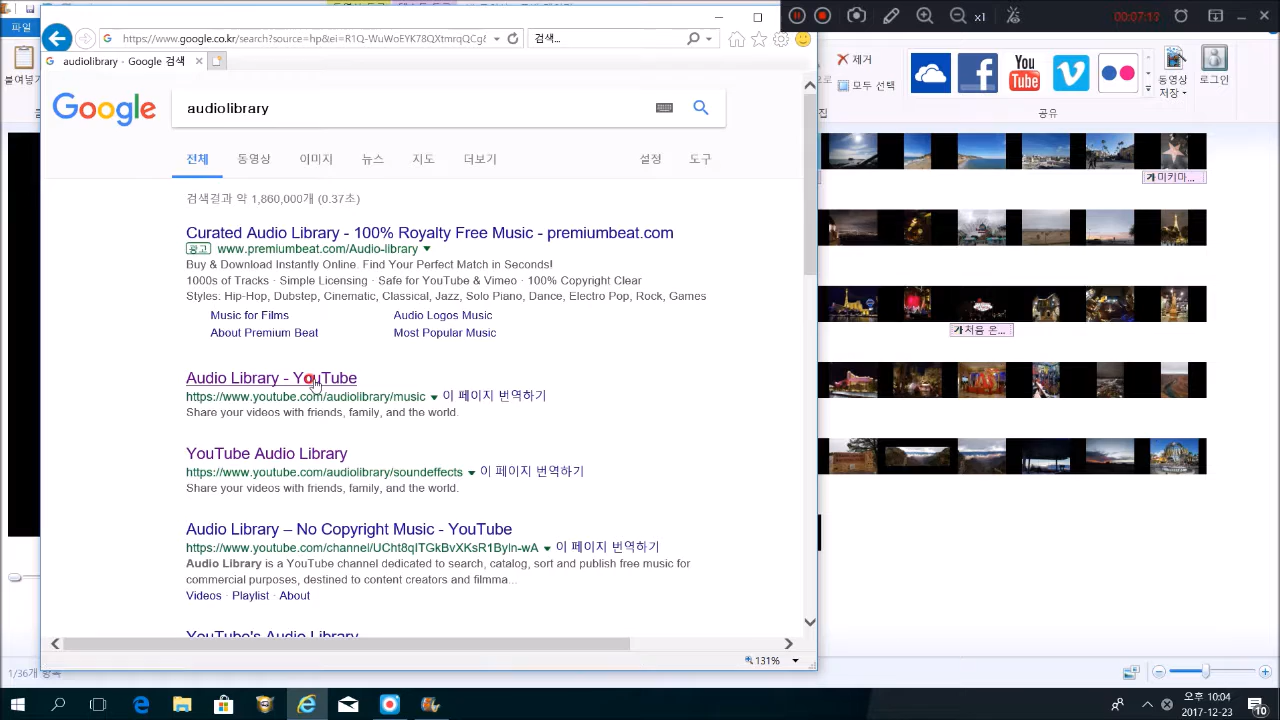 파일
00:07:17
https://www.google.co.kr/search?source=hp&ei=R1Q-WuWoEYK78QXtmrqQCg&
검색...
x1
audiolibrary - Google 검색
제거
모두 선택
You Tube
동영상 저장
로그인
공유
Google
audiolibrary
전체 동영상 이미지 뉴스 지도 더보기 설정 도구
검색결과 약 1,860,000개 (0.37초)
Curated Audio Library - 100% Royalty Free Music - premiumbeat.com
광고 www.premiumbeat.com/Audio-library
Buy & Download Instantly Online. Find Your Perfect Match in Seconds!
1000s of Tracks · Simple Licensing · Safe for YouTube & Vimeo · 100% Copyright Clear
Styles: Hip-Hop, Dubstep, Cinematic, Classical, Jazz, Solo Piano, Dance, Electro Pop, Rock, Games
Music for Films Audio Logos Music
About Premium Beat Most Popular Music
Audio Library - YouTube
https://www.youtube.com/audiolibrary/music 이 페이지 번역하기
Share your videos with friends, family, and the world.
YouTube Audio Library
https://www.youtube.com/audiolibrary/soundeffects 이 페이지 번역하기
Share your videos with friends, family, and the world.
Audio Library – No Copyright Music - YouTube
https://www.youtube.com/channel/UCht8qITGkBvXKsR1Byln-wA 이 페이지 번역하기
Audio Library is a YouTube channel dedicated to search, catalog, sort and publish free music for
commercial purposes, destined to content creators and filmma...
Videos · Playlist · About
YouTube's Audio Library
가미키마...
가처음 온...
131%
1/36개 항목
오후 10:04
2017-12-23
10